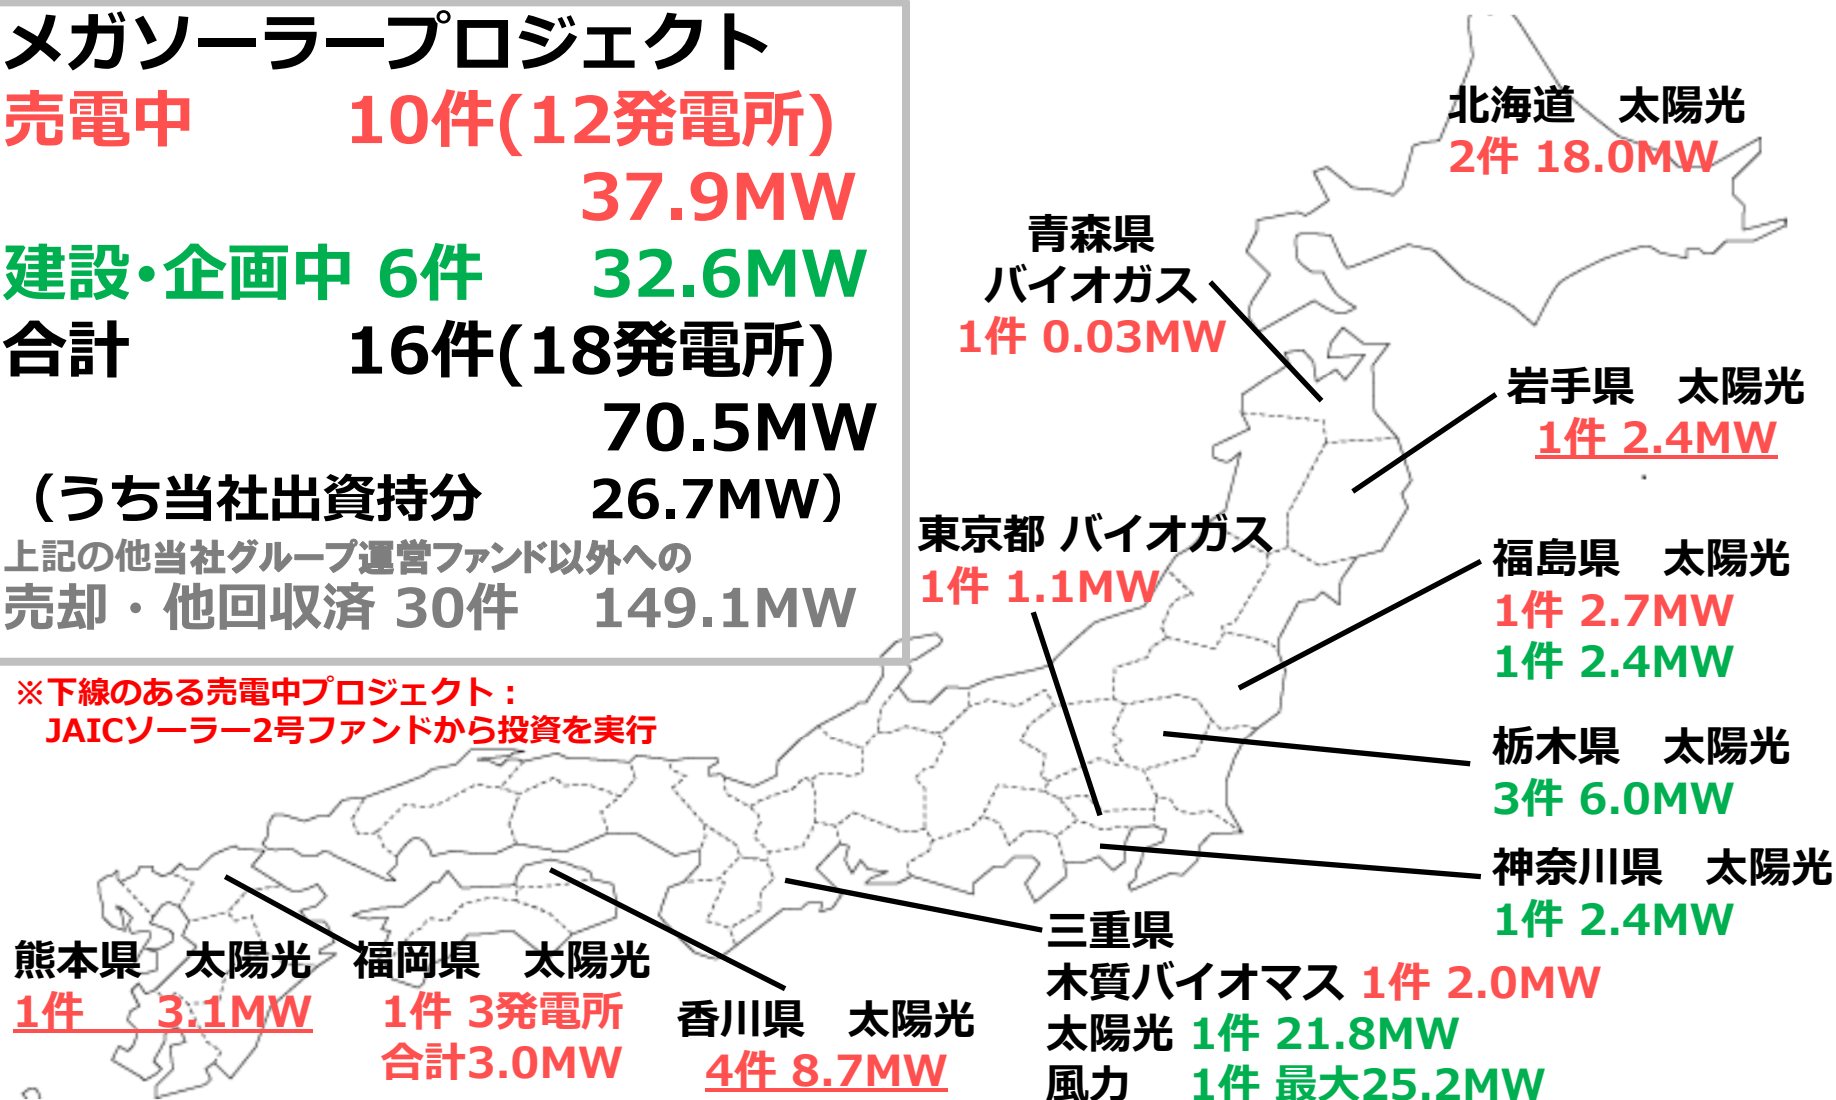 メガソーラープロジェクト
売電中 10件(12発電所)
37.9MW
建設・企画中 6件 32.6MW
合計 16件(18発電所)
70.5MW
（うち当社出資持分 26.7MW）
上記の他当社グループ運営ファンド以外への
売却・他回収済 30件 149.1MW
※下線のある売電中プロジェクト：
JAICソーラー2号ファンドから投資を実行
北海道 太陽光
2件 18.0MW
青森県
バイオガス
1件 0.03MW
岩手県 太陽光
1件 2.4MW
東京都 バイオガス
1件 1.1MW
福島県 太陽光
1件 2.7MW
1件 2.4MW
栃木県 太陽光
3件 6.0MW
神奈川県 太陽光
1件 2.4MW
三重県
木質バイオマス 1件 2.0MW
太陽光 1件 21.8MW
風力 1件 最大25.2MW
香川県 太陽光
4件 8.7MW
福岡県 太陽光
1件 3発電所
合計3.0MW
熊本県 太陽光
1件 3.1MW